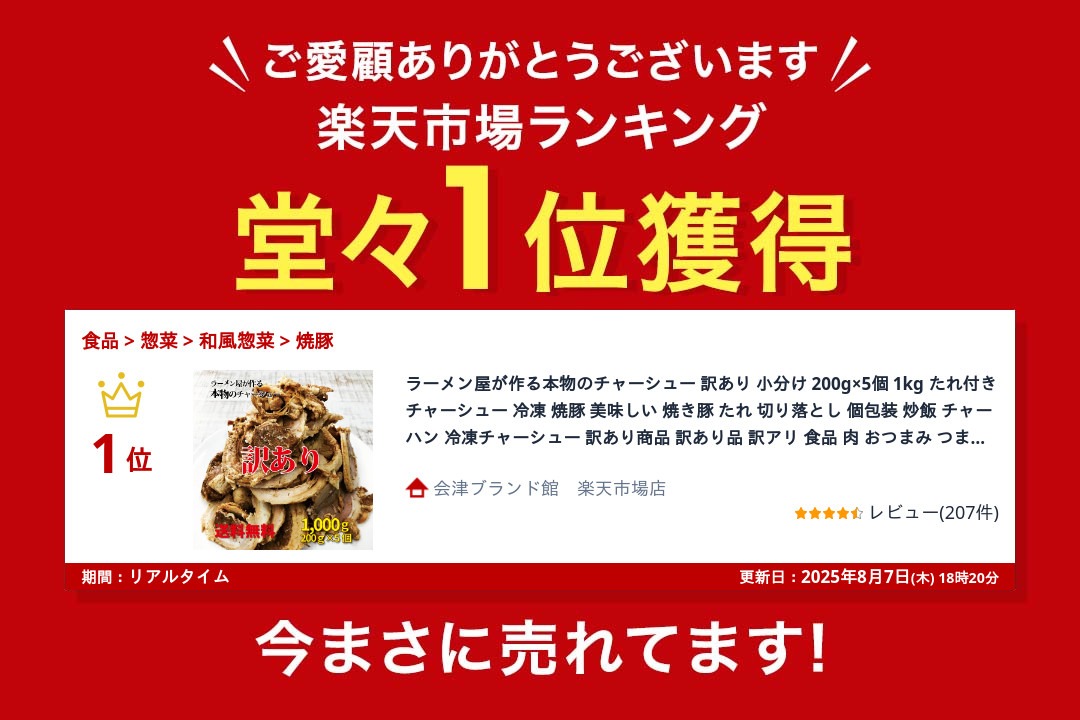 ご愛顧ありがとうございます
楽天市場ランキング
堂々1位獲得
食品 > 惣菜 > 和風惣菜 > 焼豚
1位
ラーメン屋が作る
本物のチャーシュー
訳あり
送料無料
1,000g
200g×5個
ラーメン屋が作る本物のチャーシュー 訳あり 小分け 200g×5個 1kg たれ付き
チャーシュー 冷凍 焼豚 美味しい 焼き豚 たれ 切り落とし 個包装 炒飯 チャー
ハン 冷凍チャーシュー 訳あり商品 訳あり品 訳アリ 食品 肉 おつまみ つま...
会津ブランド館　楽天市場店
レビュー(207件)
期間：リアルタイム
更新日：2025年8月7日(木) 18時20分
今まさに売れてます!